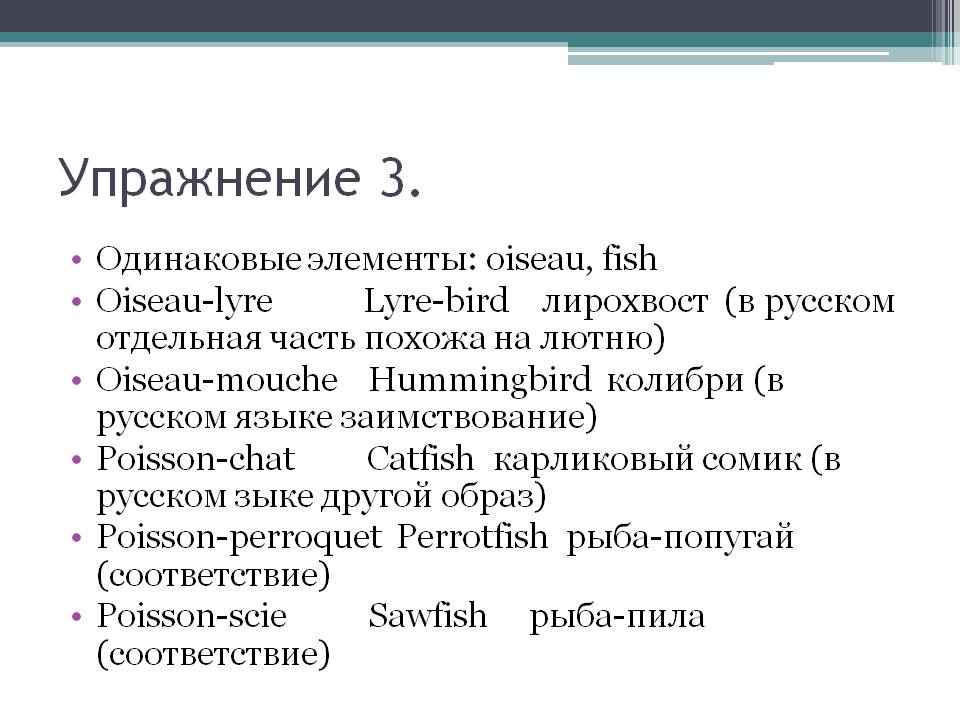 Упражнение 3.
• Одинаковые элементы: oiseau, fish
• Oiseau-lyre Lyre-bird лирохвост (в русском
отдельная часть похожа на лютню)
• Oiseau-mouche Hummingbird колибри (в
русском языке заимствование)
• Poisson-chat Catfish карликовый сомик (в
русском зыке другой образ)
• Poisson-perroquet Perrotfish рыба-попугай
(соответствие)
• Poisson-scie Sawfish рыба-пила
(соответствие)